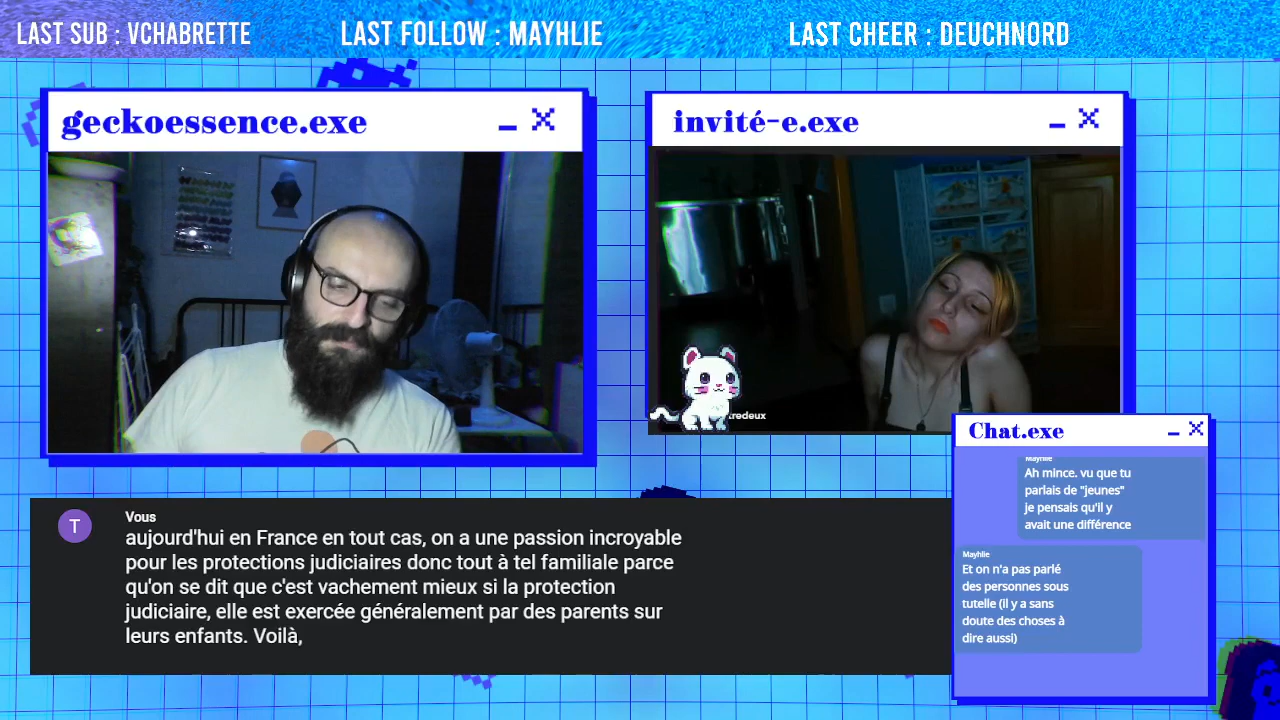 LAST SUB : VCHABRETTE
LAST FOLLOW : MAYHLIE
LAST CHEER : DEUCHNORD
geckoessence.exe
invité-e.exe
tredeux
Chat.exe
Mayhlie
Ah mince. vu que tu
parlais de "jeunes"
je pensais qu'il y
avait une différence
Mayhlie
Et on n'a pas parlé
des personnes sous
tutelle (il y a sans
doute des choses à
dire aussi)
T
Vous
aujourd'hui en France en tout cas, on a une passion incroyable
pour les protections judiciaires donc tout à tel familiale parce
qu'on se dit que c'est vachement mieux si la protection
judiciaire, elle est exercée généralement par des parents sur
leurs enfants. Voilà,